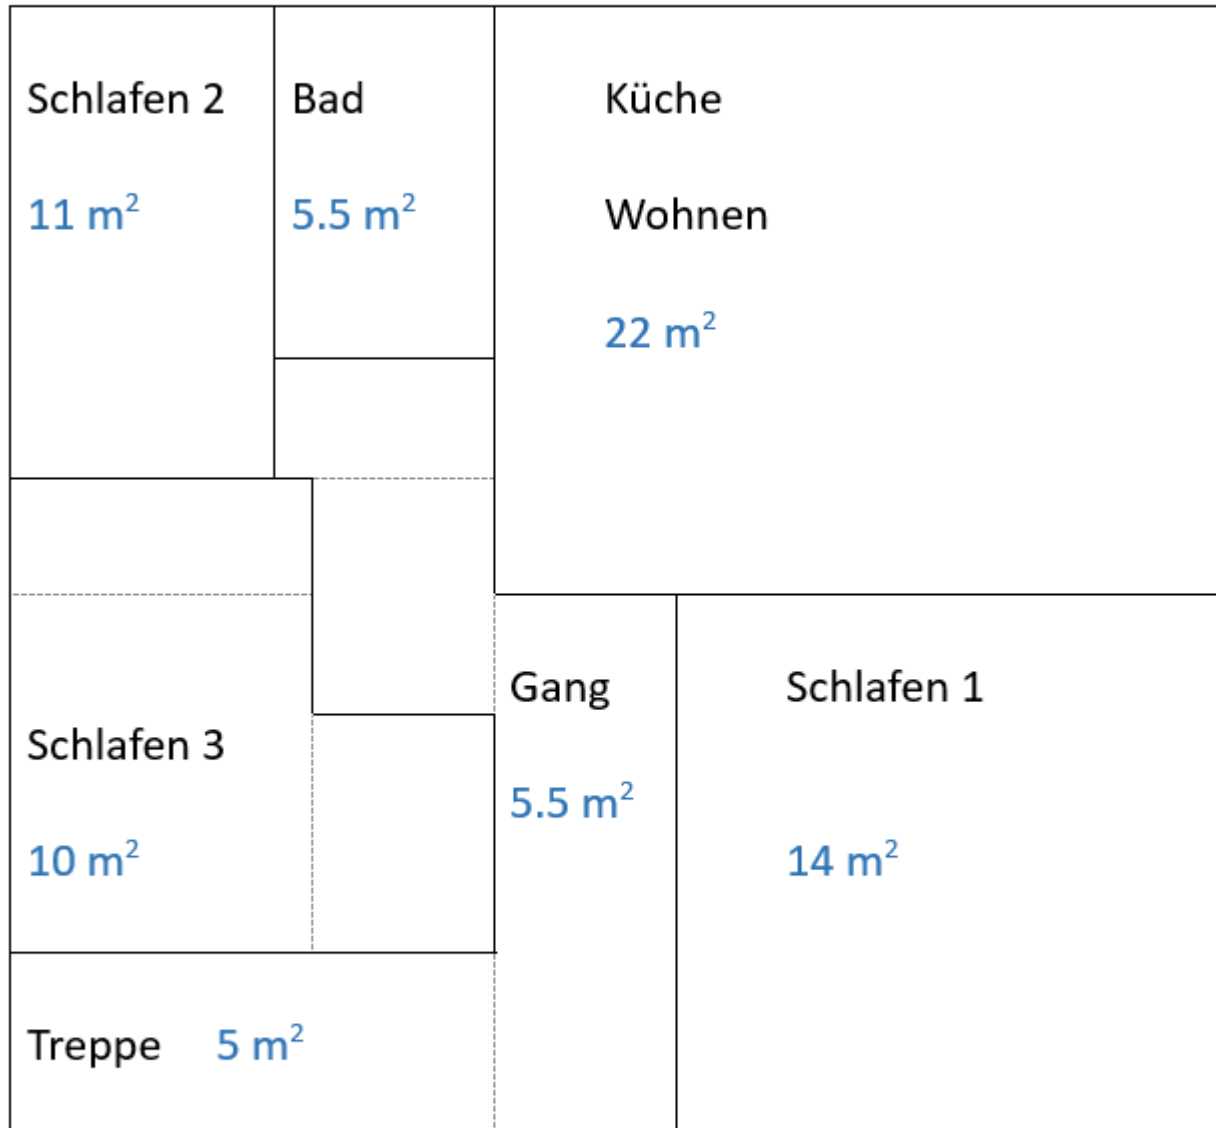 Schlafen 2
11 m²
Bad
5.5 m²
Küche
Wohnen
22 m²
Gang
5.5 m²
Schlafen 1
14 m²
Schlafen 3
10 m²
Treppe 5 m²